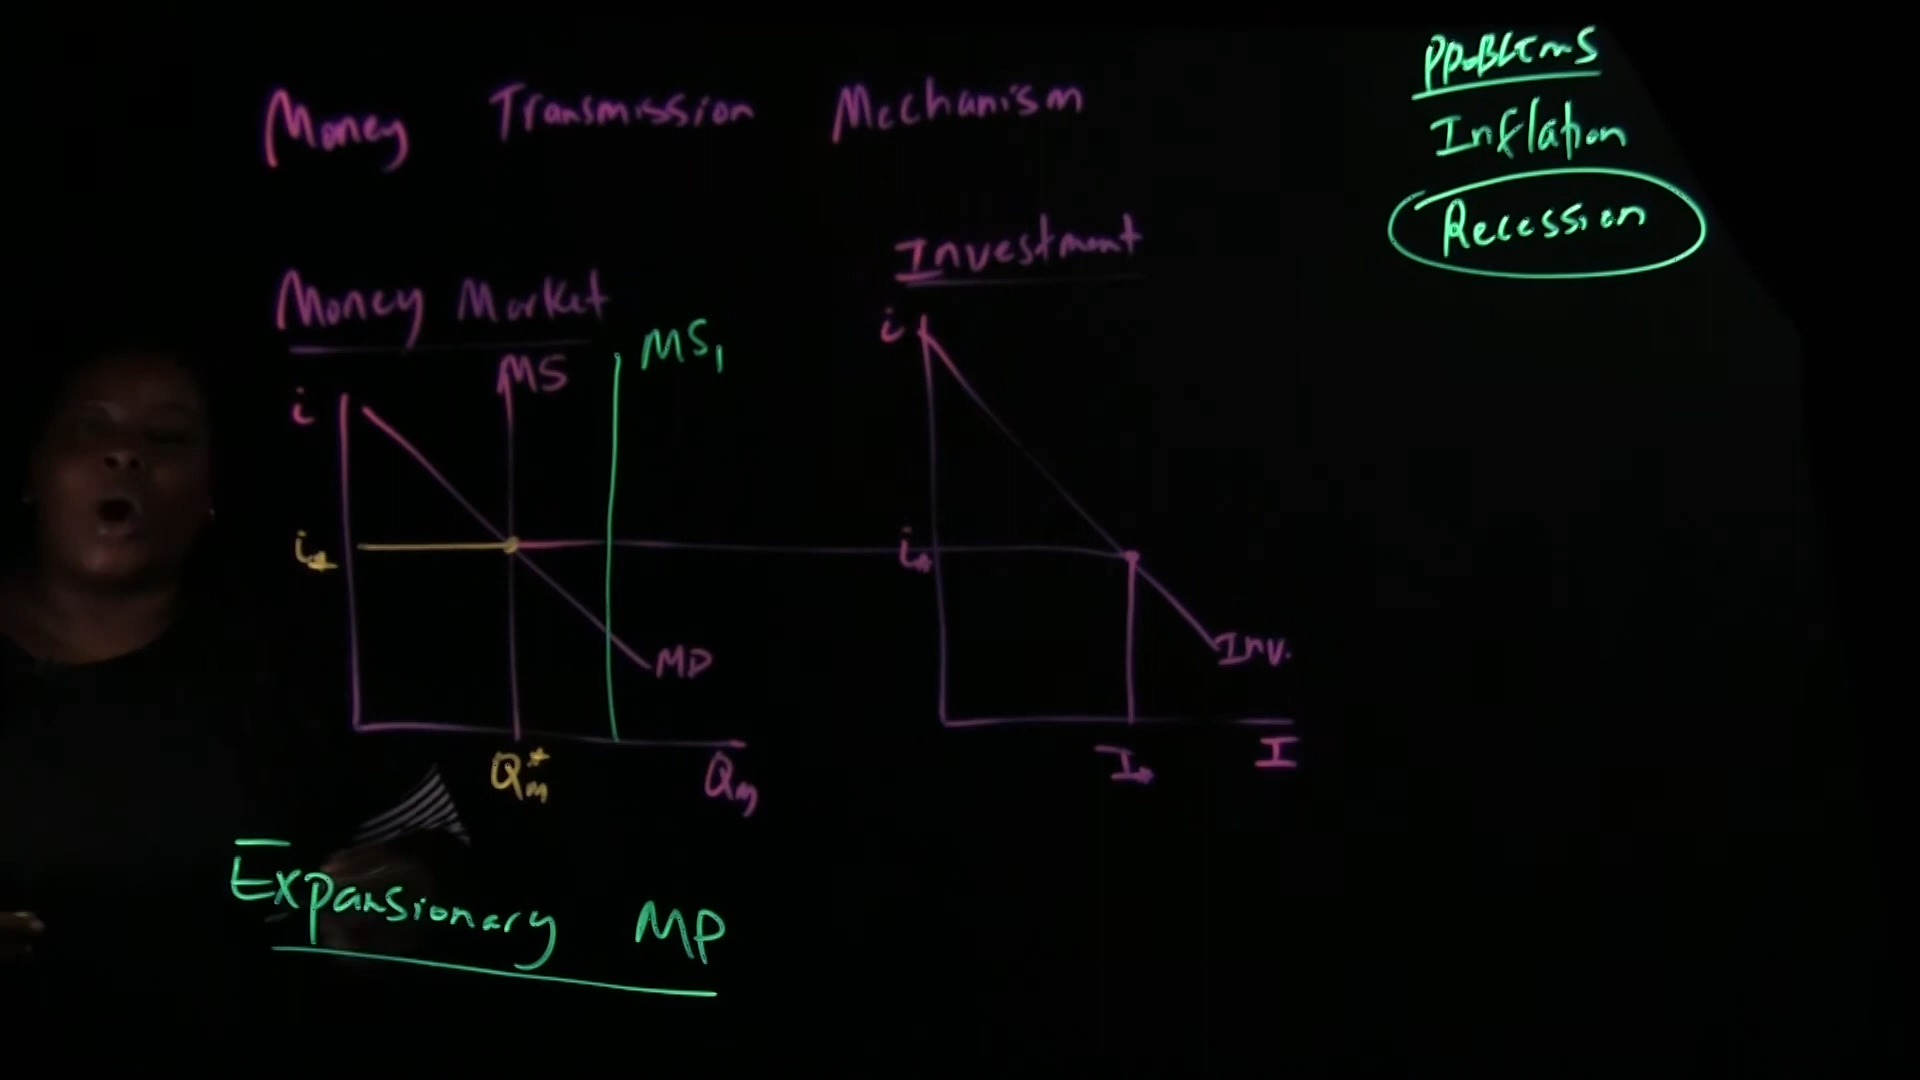 Money Transmission Mechanism
Problems
Inflation
Recession
Money Market
MS
MS₁
i
i*
MD
Q*m
Qm
Investment
i
i*
Inv.
I*
I
Expansionary MP